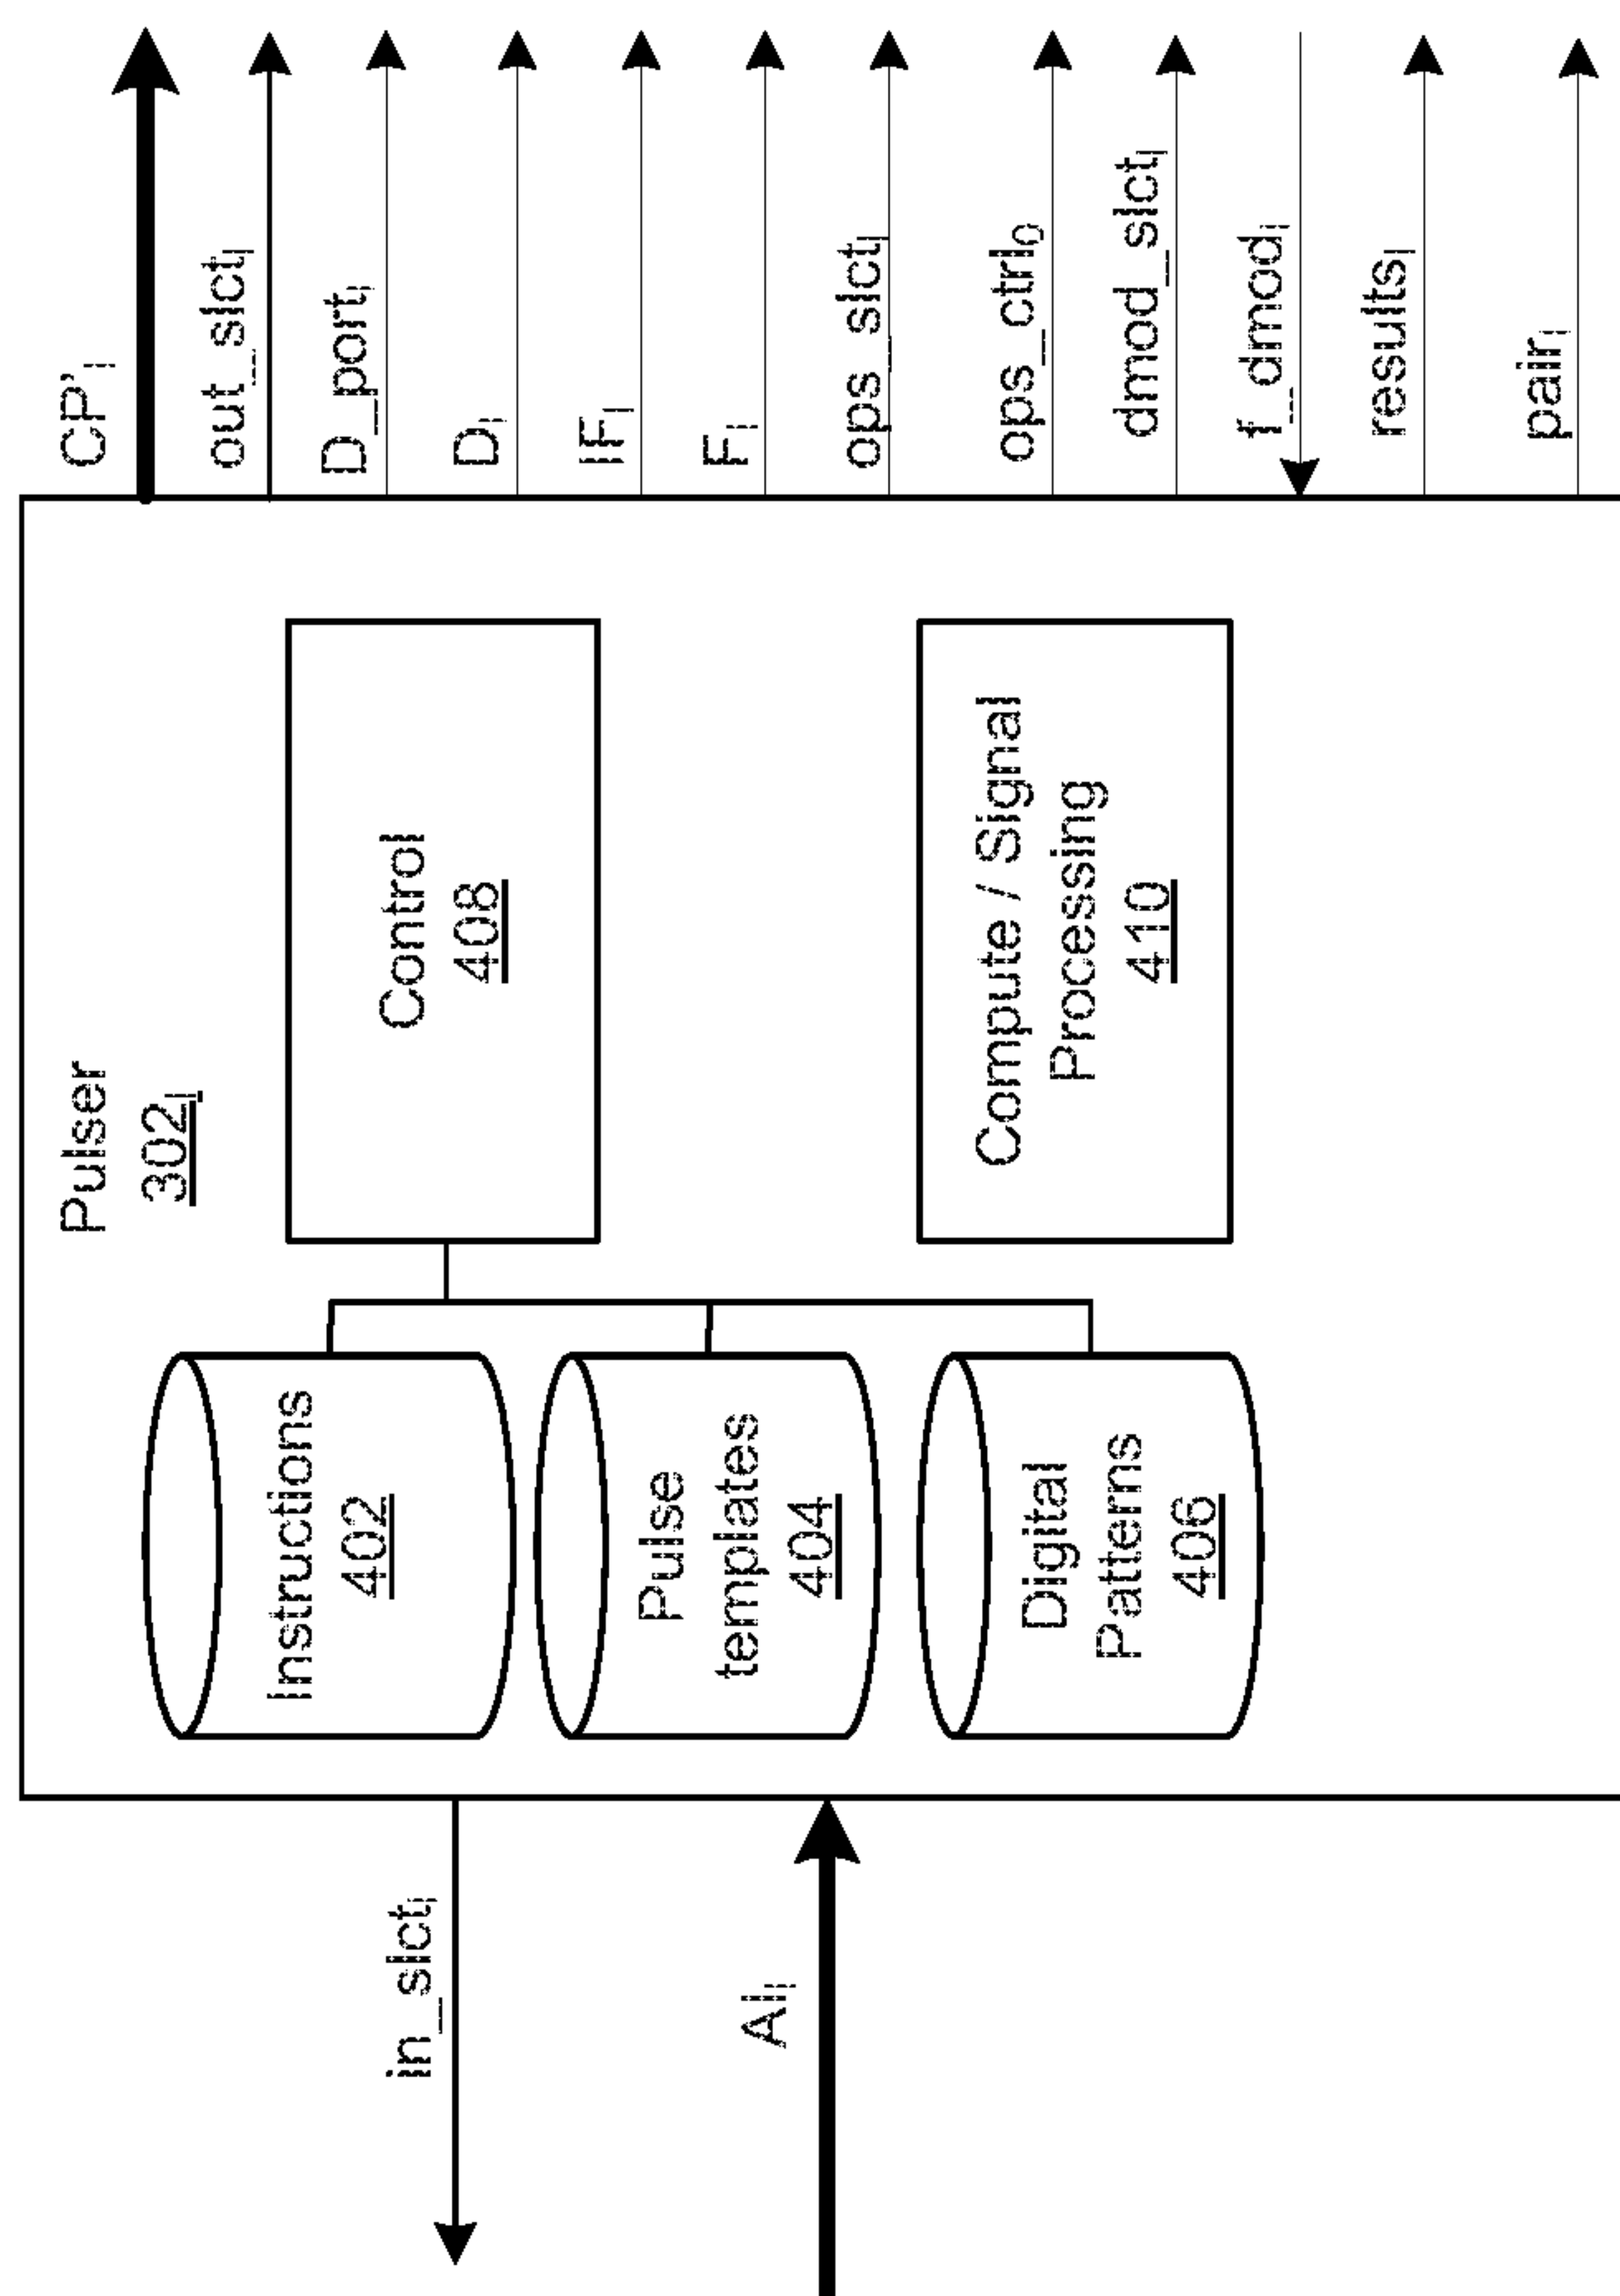 Pulser
302ᵢ
Instructions
402
Pulse
templates
404
Digital
Patterns
406
Control
408
Compute / Signal
Processing
410
in_slctᵢ
AIᵢ
CP'ᵢ
out_slctᵢ
D_portᵢ
Dᵢ
IFᵢ
Fᵢ
ops_slctᵢ
ops_ctrl₀
dmod_slctᵢ
f_dmodᵢ
resultsᵢ
pairᵢ